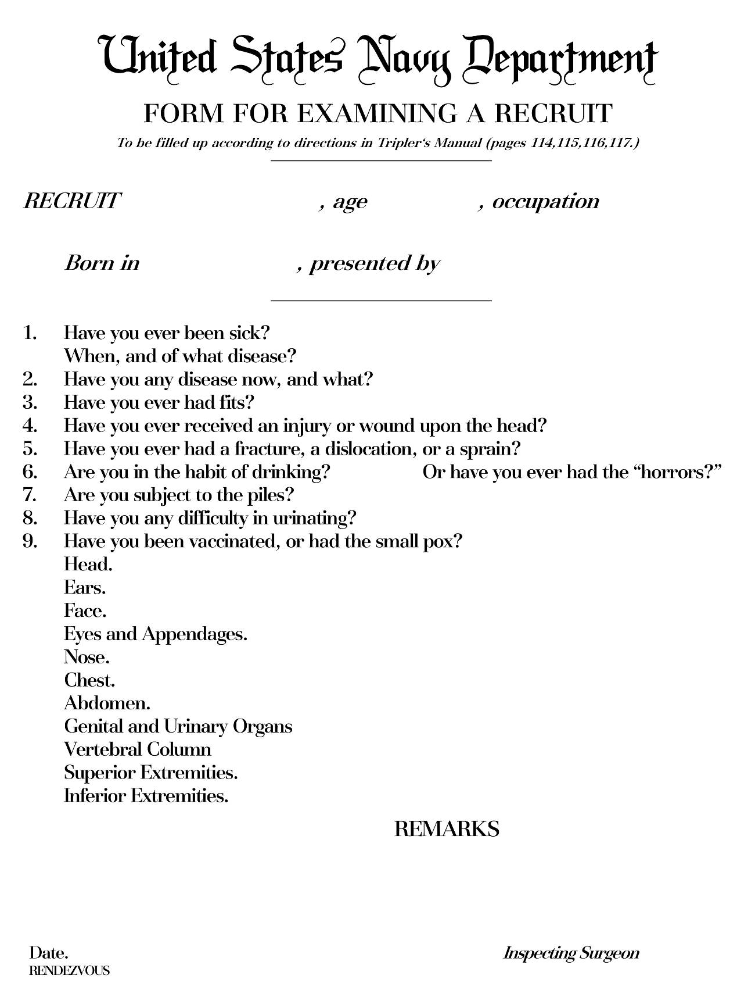 United States Navy Department
FORM FOR EXAMINING A RECRUIT
To be filled up according to directions in Tripler‘s Manual (pages 114,115,116,117.)
RECRUIT , age , occupation
Born in , presented by
1. Have you ever been sick?
When, and of what disease?
2. Have you any disease now, and what?
3. Have you ever had fits?
4. Have you ever received an injury or wound upon the head?
5. Have you ever had a fracture, a dislocation, or a sprain?
6. Are you in the habit of drinking? Or have you ever had the “horrors?”
7. Are you subject to the piles?
8. Have you any difficulty in urinating?
9. Have you been vaccinated, or had the small pox?
Head.
Ears.
Face.
Eyes and Appendages.
Nose.
Chest.
Abdomen.
Genital and Urinary Organs
Vertebral Column
Superior Extremities.
Inferior Extremities.
REMARKS
Date. Inspecting Surgeon
RENDEZVOUS